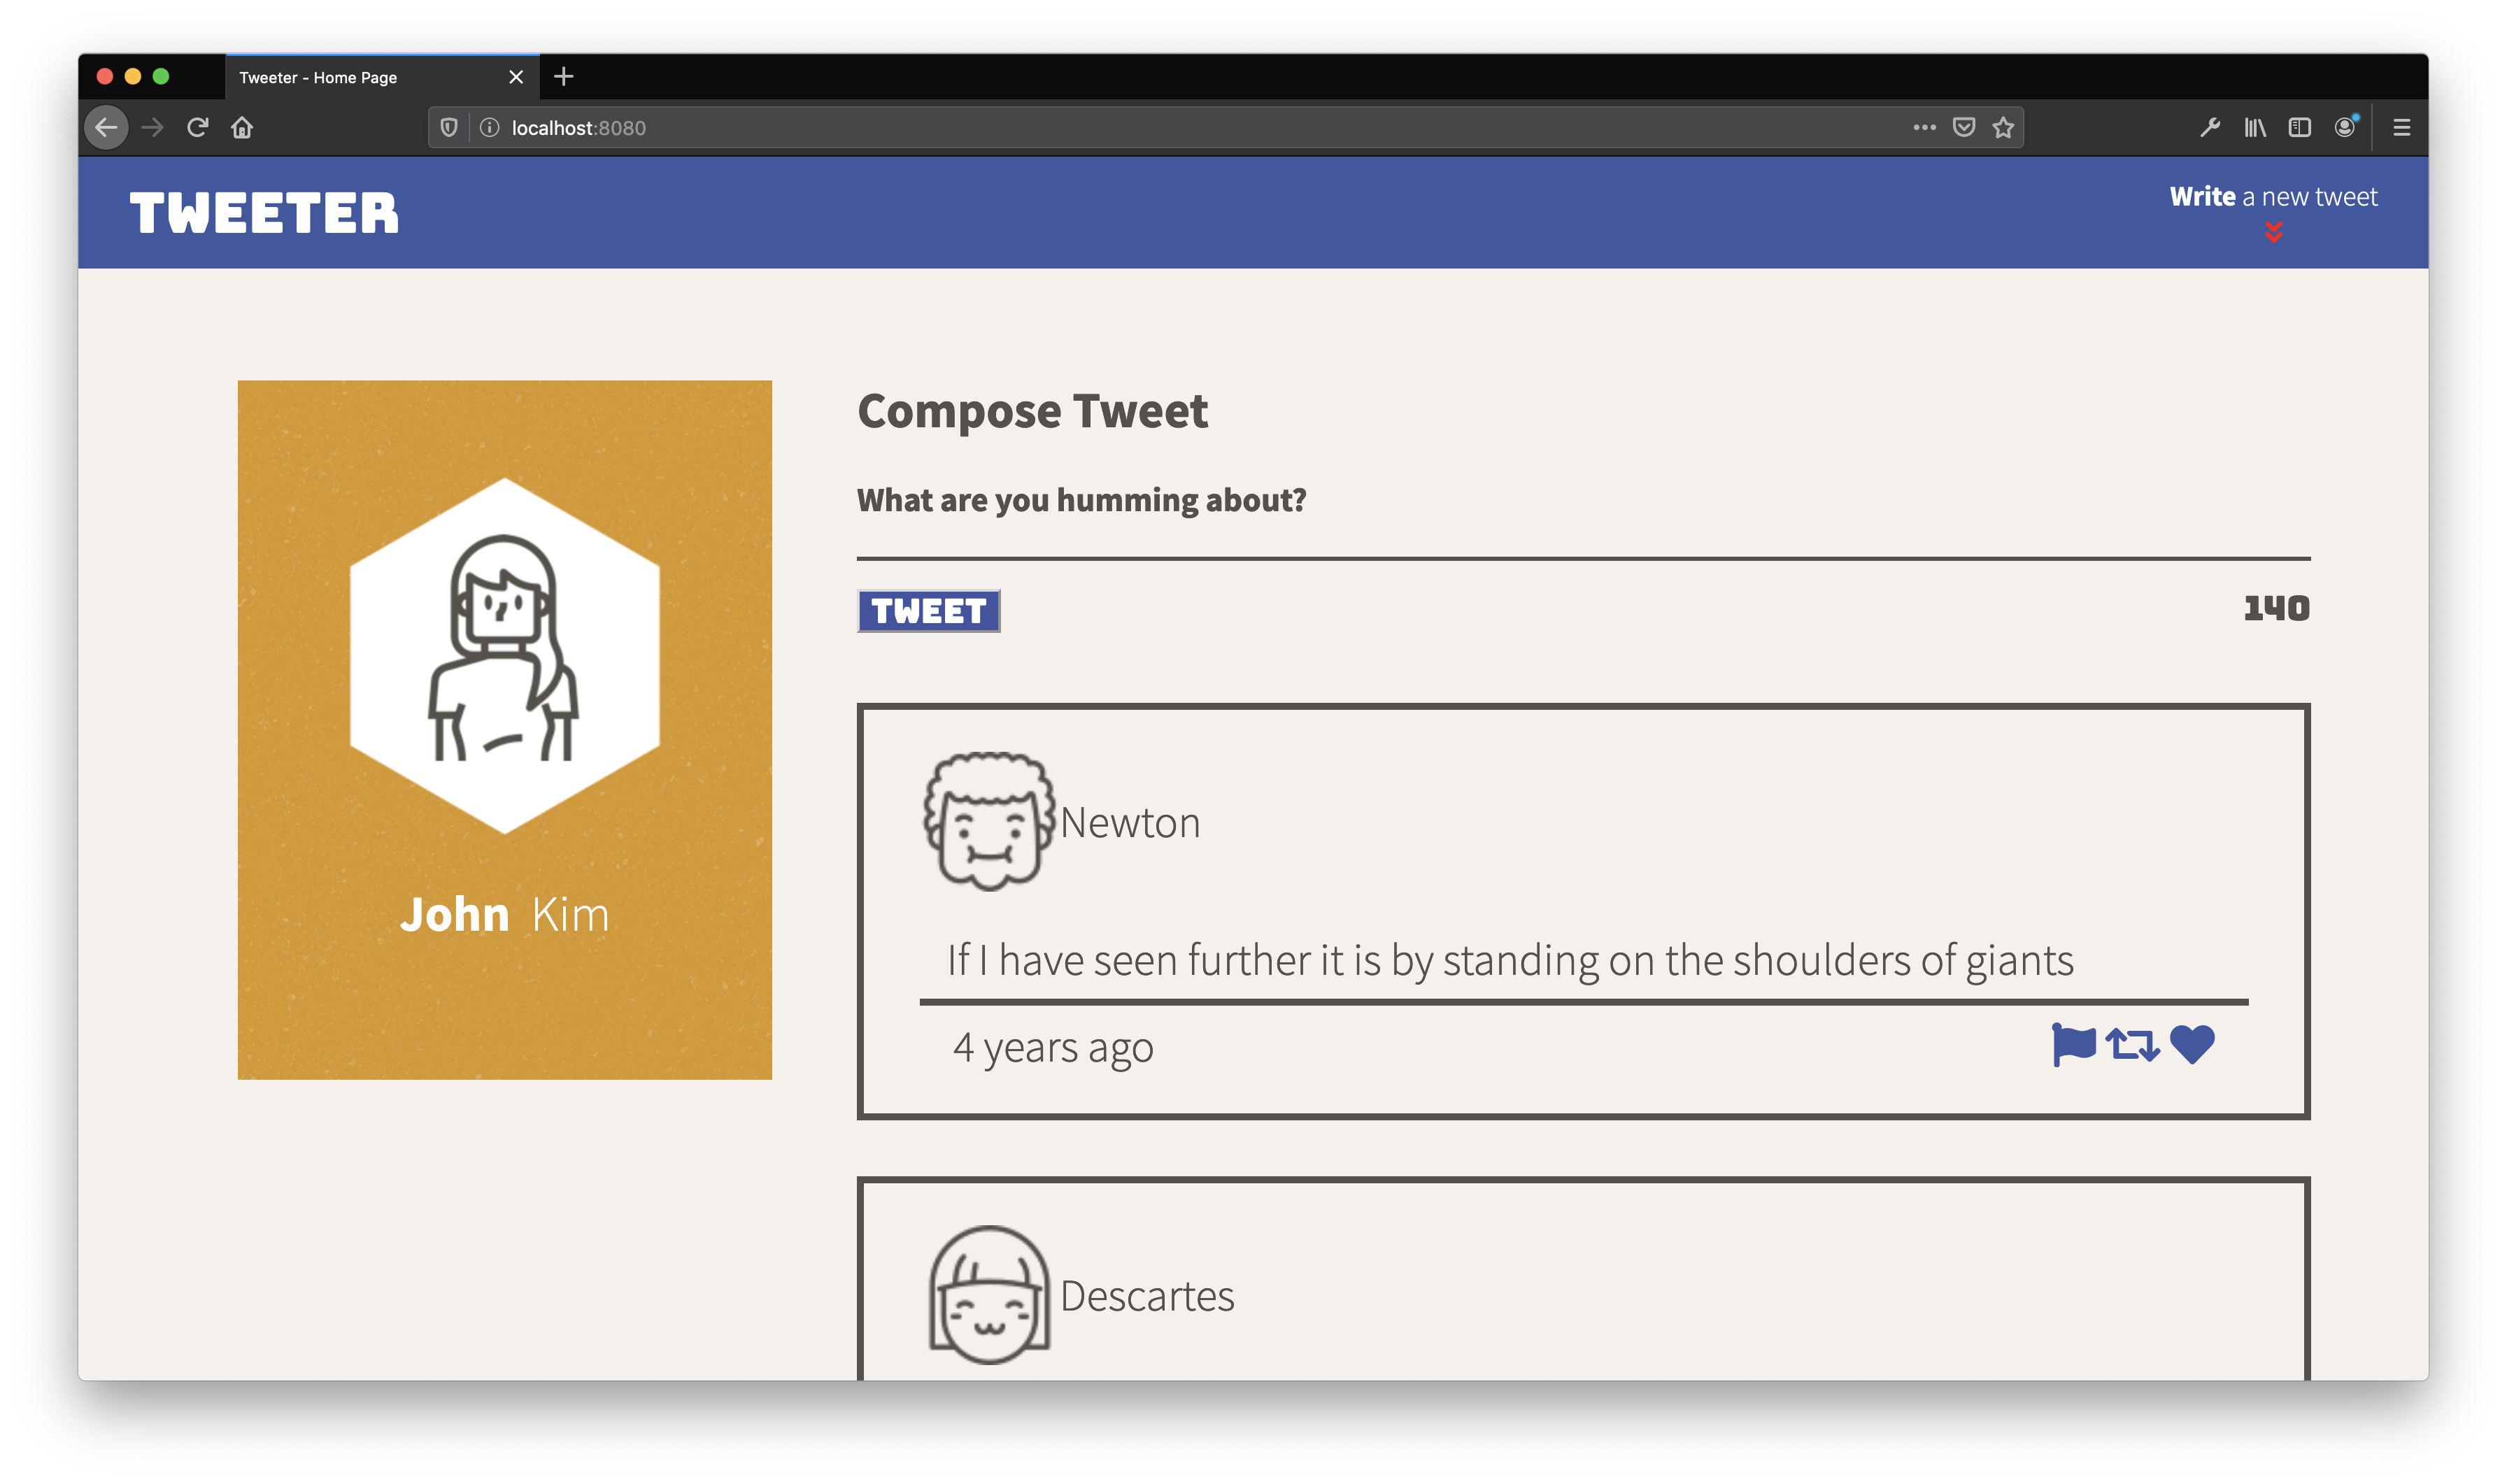 Tweeter - Home Page
localhost:8080
TWEETER
Write a new tweet
Compose Tweet
What are you humming about?
TWEET
140
John Kim
Newton
If I have seen further it is by standing on the shoulders of giants
4 years ago
Descartes